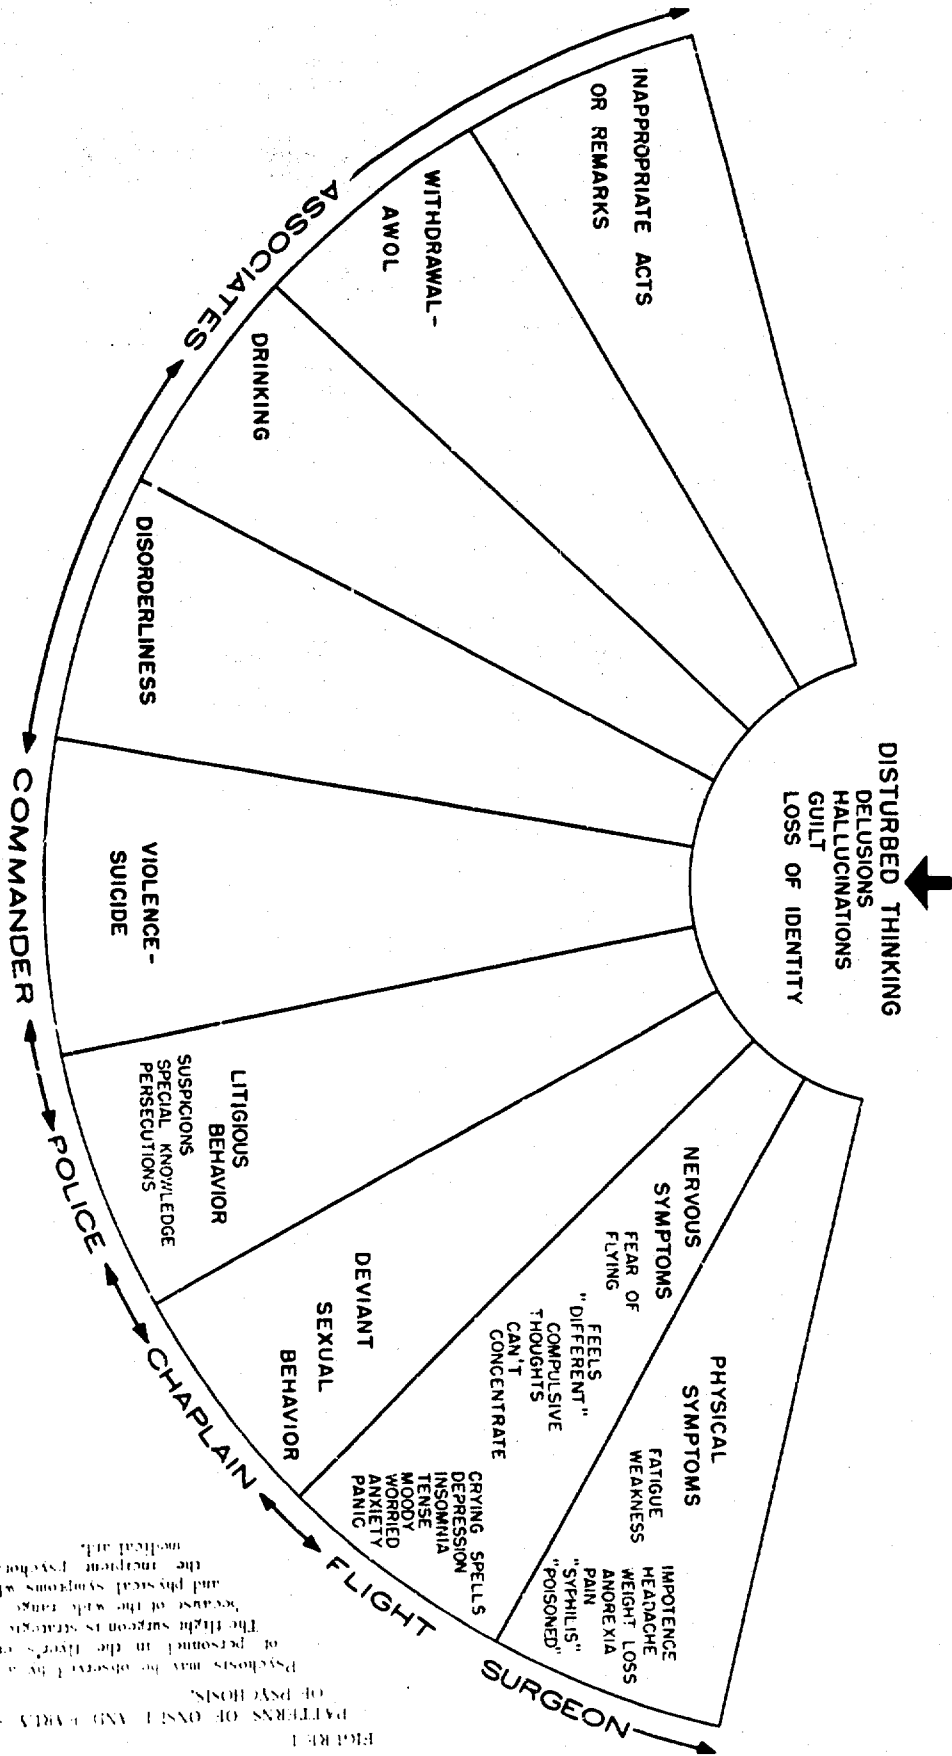 DISTURBED THINKING
DELUSIONS
HALLUCINATIONS
GUILT
LOSS OF IDENTITY
INAPPROPRIATE ACTS
OR REMARKS
WITHDRAWAL-
AWOL
DRINKING
DISORDERLINESS
VIOLENCE-
SUICIDE
LITIGIOUS
BEHAVIOR
SUSPICIONS
SPECIAL KNOWLEDGE
PERSECUTIONS
DEVIANT
SEXUAL
BEHAVIOR
NERVOUS
SYMPTOMS
FEAR OF
FLYING
FEELS
"DIFFERENT"
COMPULSIVE
THOUGHTS
CAN'T
CONCENTRATE
CRYING SPELLS
DEPRESSION
INSOMNIA
TENSE
MOODY
WORRIED
ANXIETY
PANIC
PHYSICAL
SYMPTOMS
FATIGUE
WEAKNESS
IMPOTENCE
HEADACHE
WEIGHT LOSS
ANOREXIA
PAIN
"SYPHILIS"
"POISONED"
ASSOCIATES
COMMANDER
POLICE
CHAPLAIN
FLIGHT
SURGEON
FIGURE 1
PATTERNS OF ONSET AND EARLY
OF PSYCHOSIS.
Psychosis may be observed by a
of personnel in the flyer's
The flight surgeon is strategic
because of the wide range
and physical symptoms
the incipient
medical aid.